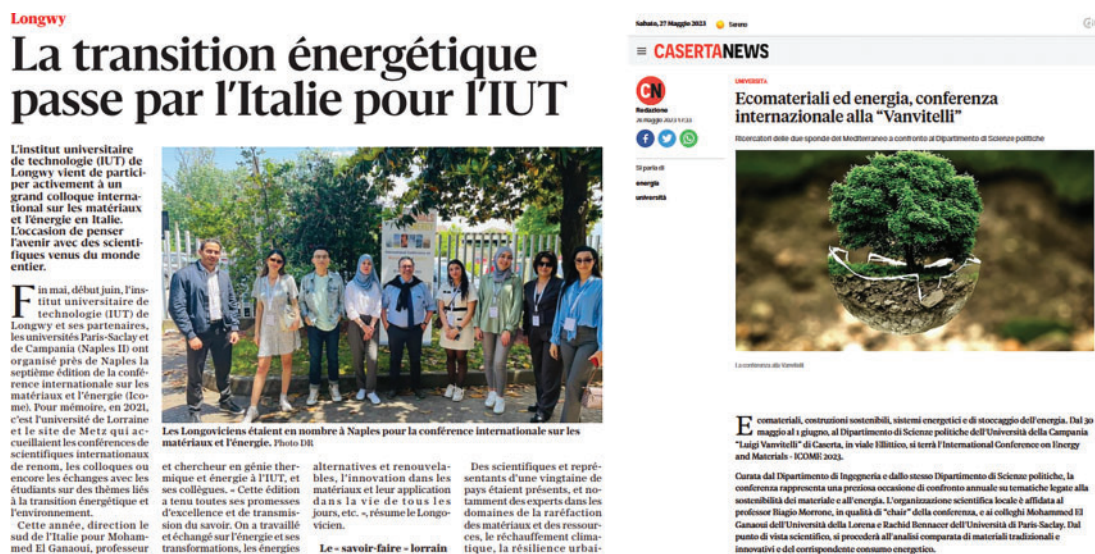 Longwy
La transition énergétique
passe par l'Italie pour l'IUT
L'institut universitaire
de technologie (IUT) de
Longwy vient de partici-
per activement à un
grand colloque interna-
tional sur les matériaux
et l'énergie en Italie.
L'occasion de penser
l'avenir avec des scienti-
fiques venus du monde
entier.
Fin mai, début juin, l'ins-
titut universitaire de
technologie (IUT) de
Longwy et ses partenaires,
les universités Paris-Saclay et
de Campania (Naples II) ont
organisé près de Naples la
septième édition de la confé-
rence internationale sur les
matériaux et l'énergie (Ico-
me). Pour mémoire, en 2021,
c'est l'université de Lorraine
et le site de Metz qui ac-
cueillaient les conférences de
scientifiques internationaux
de renom, les colloques ou
encore les échanges avec les
étudiants sur des thèmes liés
à la transition énergétique et
l'environnement.
Cette année, direction le
sud de l'Italie pour Moham-
med El Ganaoui, professeur
Les Longoviciens étaient en nombre à Naples pour la conférence internationale sur les
matériaux et l'énergie. Photo DR
et chercheur en génie ther-
mique et énergie à l'IUT, et
ses collègues. « Cette édition
a tenu toutes ses promesses
d'excellence et de transmis-
sion du savoir. On a travaillé
et échangé sur l'énergie et ses
transformations, les énergies
alternatives et renouvela-
bles, l'innovation dans les
matériaux et leur application
dans la vie de tous les
jours, etc. », résume le Longo-
vicien.
Le « savoir-faire » lorrain
Des scientifiques et repré-
sentants d'une vingtaine de
pays étaient présents, et no-
tamment des experts dans les
domaines de la raréfaction
des matériaux et des ressour-
ces, le réchauffement clima-
tique, la résilience urbai-
Sabato, 27 Maggio 2023 Sereno
CASERTANEWS
CN
Redazione
26 maggio 2023 17:33
Si parla di
energia
università
UNIVERSITÀ
Ecomateriali ed energia, conferenza
internazionale alla "Vanvitelli"
Ricercatori delle due sponde del Mediterraneo a confronto al Dipartimento di Scienze politiche
La conferenza alla Vanvitelli
Ecomateriali, costruzioni sostenibili, sistemi energetici e di stoccaggio dell'energia. Dal 30
maggio al 1 giugno, al Dipartimento di Scienze politiche dell'Università della Campania
"Luigi Vanvitelli" di Caserta, in viale Ellittico, si terrà l'International Conference on Energy
and Materials - ICOME 2023.
Curata dal Dipartimento di Ingegneria e dallo stesso Dipartimento di Scienze politiche, la
conferenza rappresenta una preziosa occasione di confronto annuale su tematiche legate alla
sostenibilità dei materiale e all'energia. L'organizzazione scientifica locale è affidata al
professor Biagio Morrone, in qualità di "chair" della conferenza, e ai colleghi Mohammed El
Ganaoui dell'Università della Lorena e Rachid Bennacer dell'Università di Paris-Saclay. Dal
punto di vista scientifico, si procederà all'analisi comparata di materiali tradizionali e
innovativi e del corrispondente consumo energetico.